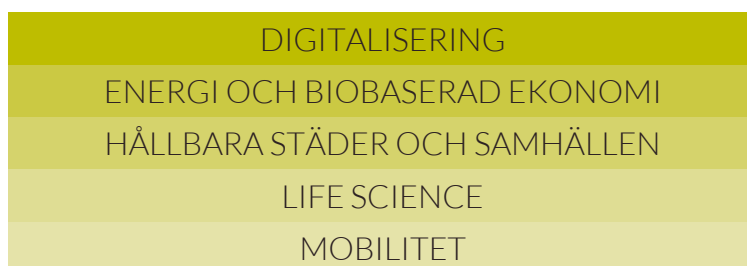 DIGITALISERING
ENERGI OCH BIOBASERAD EKONOMI
HÅLLBARA STÄDER OCH SAMHÄLLEN
LIFE SCIENCE
MOBILITET